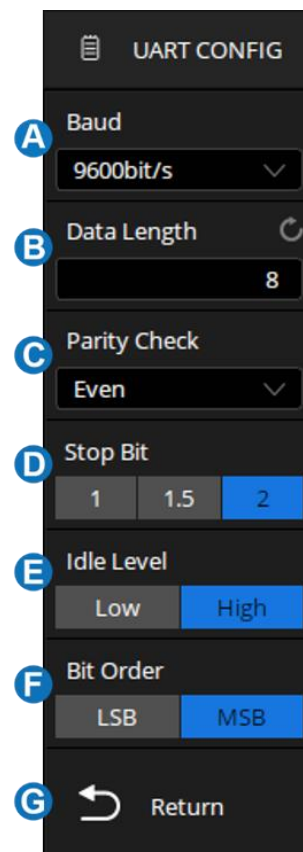 UART CONFIG
A
Baud
9600bit/s
B
Data Length
8
C
Parity Check
Even
D
Stop Bit
1 1.5 2
E
Idle Level
Low High
F
Bit Order
LSB MSB
G
Return